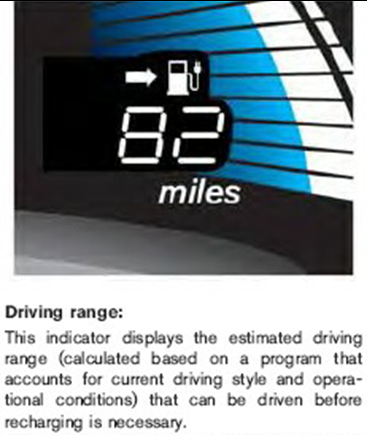 82
miles
Driving range:
This indicator displays the estimated driving
range (calculated based on a program that
accounts for current driving style and opera-
tional conditions) that can be driven before
recharging is necessary.